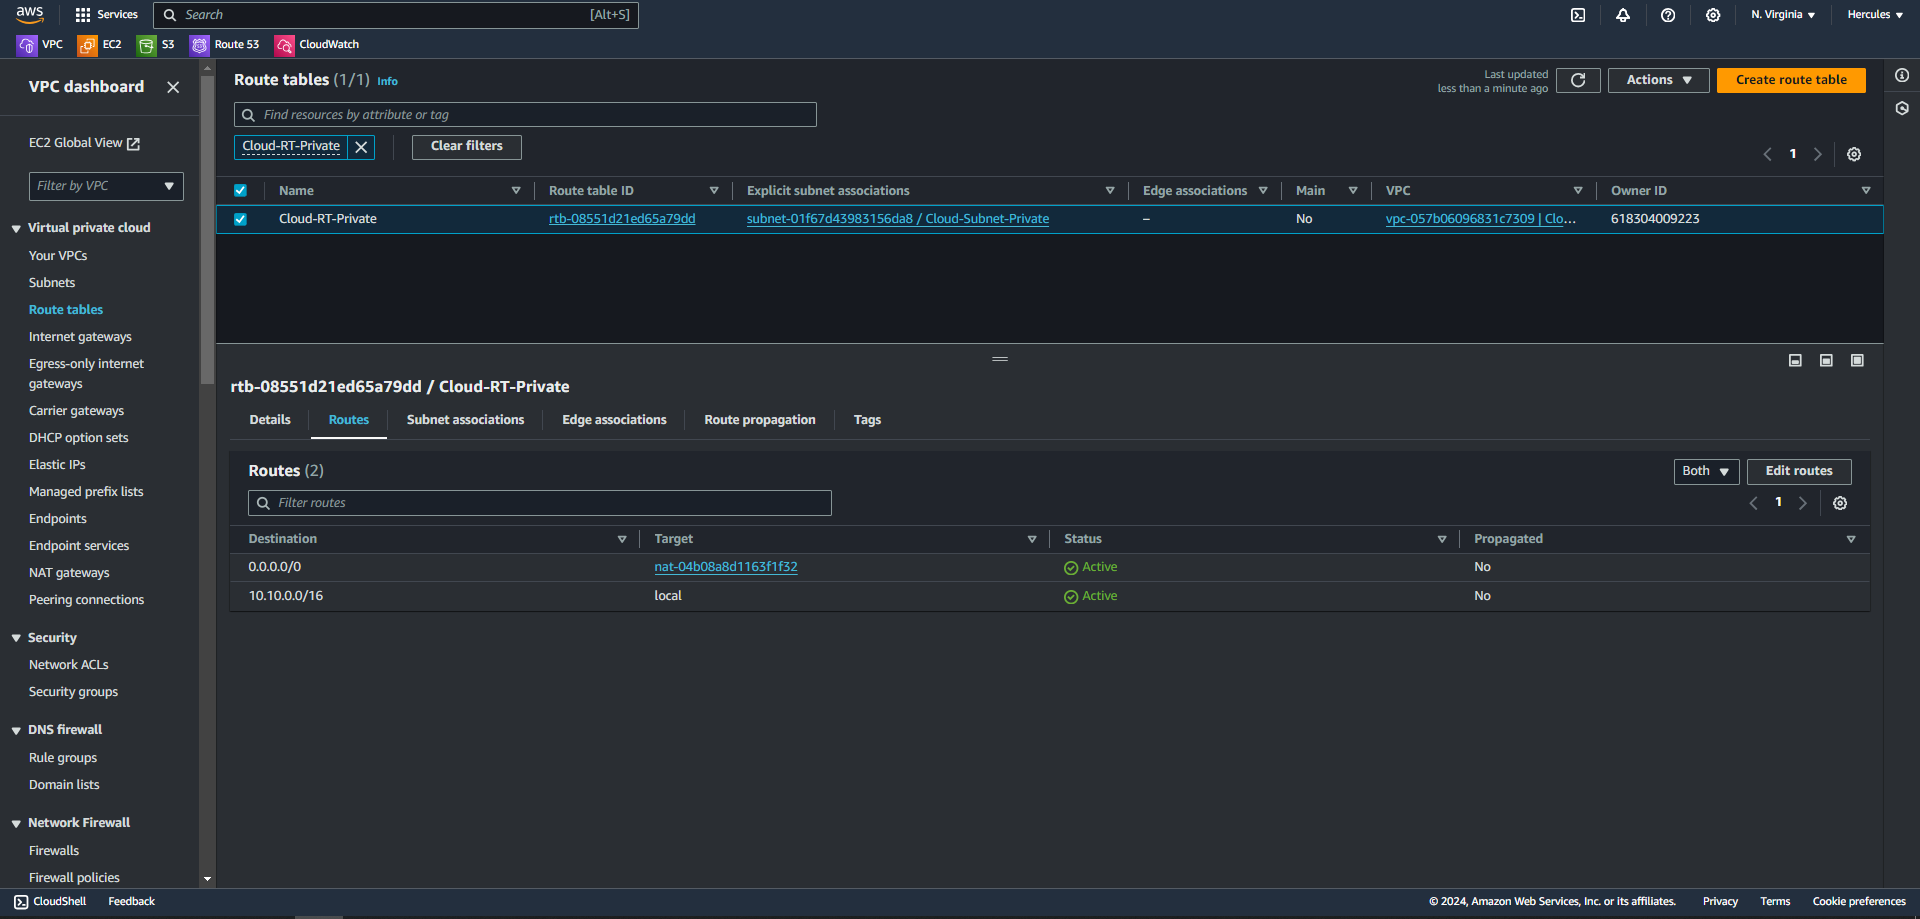 aws
Services
Search
[Alt+S]
N. Virginia
Hercules
VPC
EC2
S3
Route 53
CloudWatch
VPC dashboard
EC2 Global View
Filter by VPC
Virtual private cloud
Your VPCs
Subnets
Route tables
Internet gateways
Egress-only internet
gateways
Carrier gateways
DHCP option sets
Elastic IPs
Managed prefix lists
Endpoints
Endpoint services
NAT gateways
Peering connections
Security
Network ACLs
Security groups
DNS firewall
Rule groups
Domain lists
Network Firewall
Firewalls
Firewall policies
Route tables (1/1) Info
Last updated
less than a minute ago
Actions
Create route table
Find resources by attribute or tag
Cloud-RT-Private
Clear filters
1
Name Route table ID Explicit subnet associations Edge associations Main VPC Owner ID
Cloud-RT-Private rtb-08551d21ed65a79dd subnet-01f67d43983156da8 / Cloud-Subnet-Private – No vpc-057b06096831c7309 | Clo... 618304009223
rtb-08551d21ed65a79dd / Cloud-RT-Private
Details Routes Subnet associations Edge associations Route propagation Tags
Routes (2)
Both
Edit routes
Filter routes
1
Destination Target Status Propagated
0.0.0.0/0 nat-04b08a8d1163f1f32 Active No
10.10.0.0/16 local Active No
CloudShell
Feedback
© 2024, Amazon Web Services, Inc. or its affiliates.
Privacy
Terms
Cookie preferences